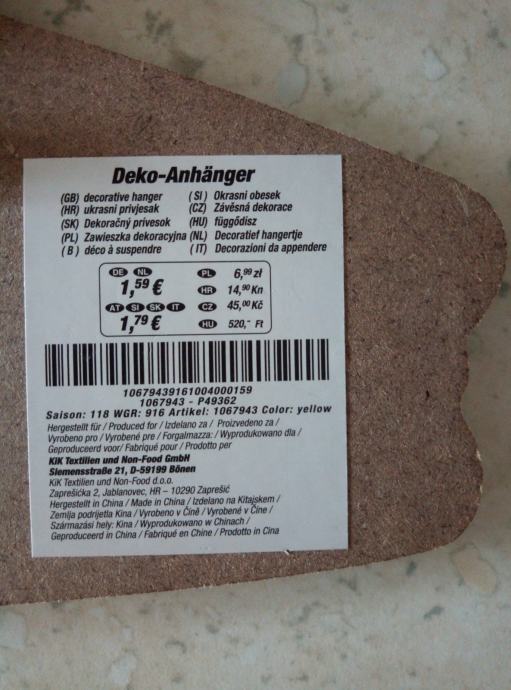 Deko-Anhänger
(GB) decorative hanger (SI) Okrasni obesek
(HR) ukrasni privjesak (CZ) Závěsná dekorace
(SK) Dekoračný prívesok (HU) függődísz
(PL) Zawieszka dekoracyjna (NL) Decoratief hangertje
(B) déco à suspendre (IT) Decorazioni da appendere
DE NL PL 6,99 zł
1,59 € HR 14,90 Kn
AT SI SK IT CZ 45,00 Kč
1,79 € HU 520,- Ft
10679439161004000159
1067943 - P49362
Saison: 118 WGR: 916 Artikel: 1067943 Color: yellow
Hergestellt für / Produced for / Izdelano za / Proizvedeno za /
Vyrobeno pro / Vyrobené pre / Forgalmazza: / Wyprodukowano dla /
Geproduceerd voor/ Fabriqué pour / Prodotto per
KiK Textilien und Non-Food GmbH
Siemensstraße 21, D-59199 Bönen
KiK Textilien und Non-Food d.o.o.
Zaprešićka 2, Jablanovec, HR – 10290 Zaprešić
Hergestellt in China / Made in China / Izdelano na Kitajskem /
Zemlja podrijetla Kina / Vyrobeno v Číně / Vyrobené v Číne /
Származási hely: Kína / Wyprodukowano w Chinach /
Geproduceerd in China / Fabriqué en Chine / Prodotto in Cina